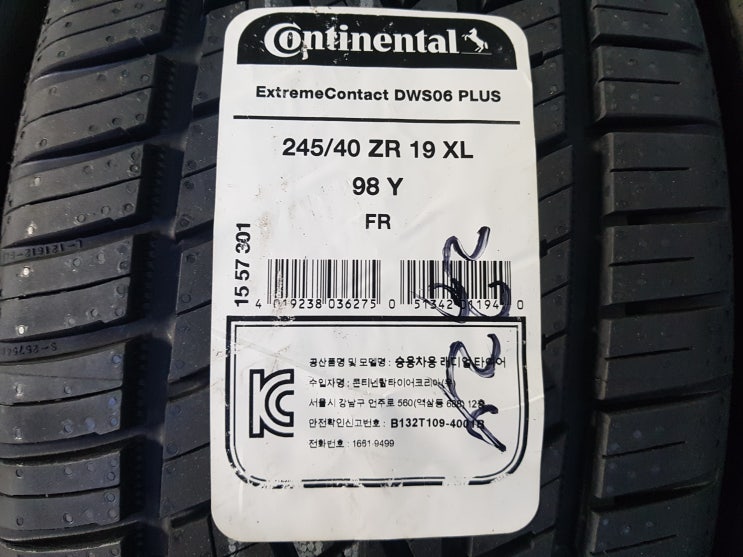 Continental
ExtremeContact DWS06 PLUS
245/40 ZR 19 XL
98 Y
FR
15 57 301
4 019238 036275 0 51342 01194 0
공산품명 및 모델명 : 승용차용 래디얼 타이어
수입자명 : 콘티넨탈타이어코리아(유)
서울시 강남구 언주로 560(역삼동 12층
안전확인신고번호 : B132T109-4001B
전화번호 : 1661-9499